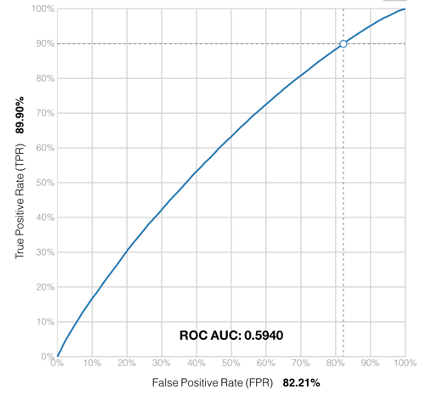 100%
90%
80%
70%
60%
50%
40%
30%
20%
10%
0%
True Positive Rate (TPR) 89.90%
ROC AUC: 0.5940
0% 10% 20% 30% 40% 50% 60% 70% 80% 90% 100%
False Positive Rate (FPR) 82.21%